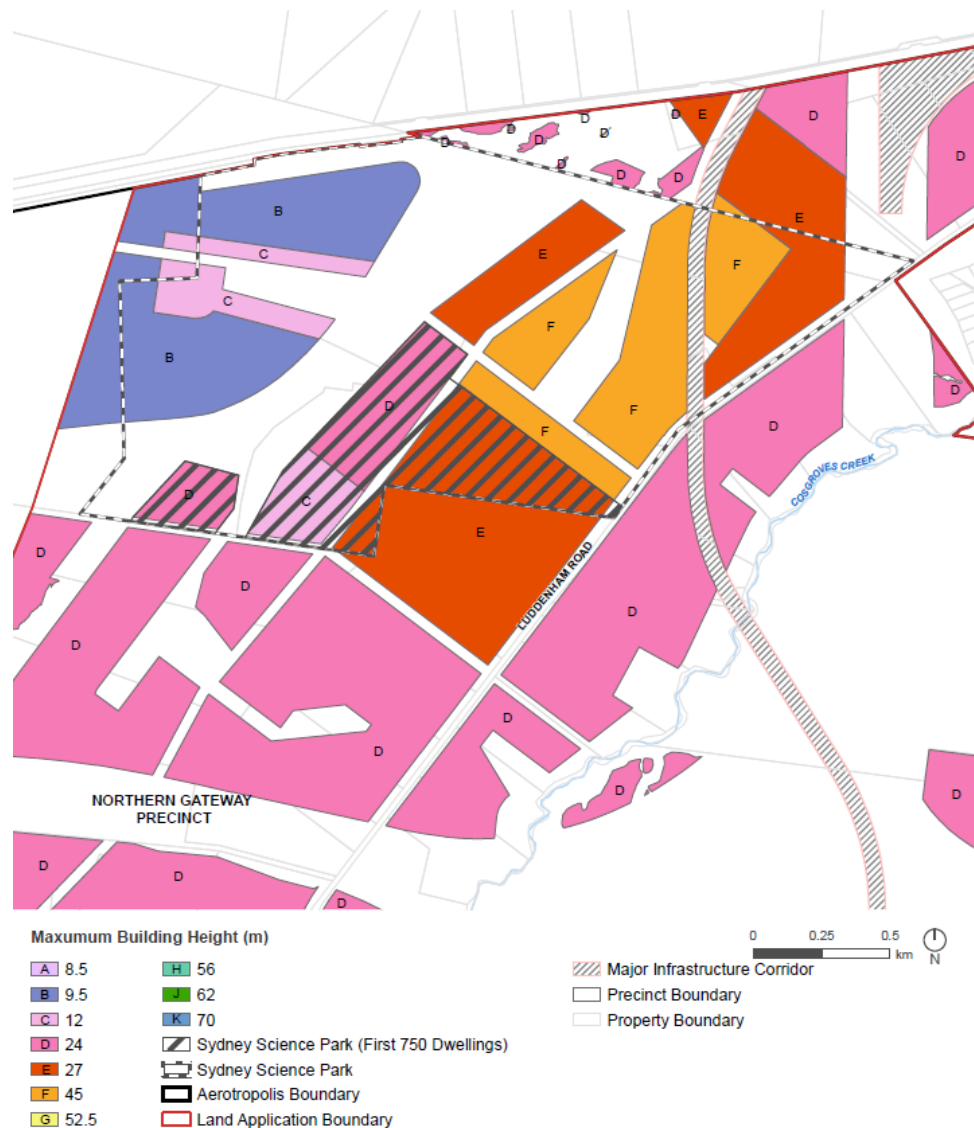 D
D
D
D
D
E
D
D
D
D
D
D
B
E
C
E
F
C
F
B
D
F
F
D
D
D
C
E
COSGROVES CREEK
LUDDENHAM ROAD
D
D
D
D
D
D
D
D
D
NORTHERN GATEWAY
PRECINCT
D
D
D
Maxumum Building Height (m)
A 8.5
B 9.5
C 12
D 24
E 27
F 45
G 52.5
H 56
J 62
K 70
Sydney Science Park (First 750 Dwellings)
Sydney Science Park
Aerotropolis Boundary
Land Application Boundary
Major Infrastructure Corridor
Precinct Boundary
Property Boundary
0 0.25 0.5
km
N